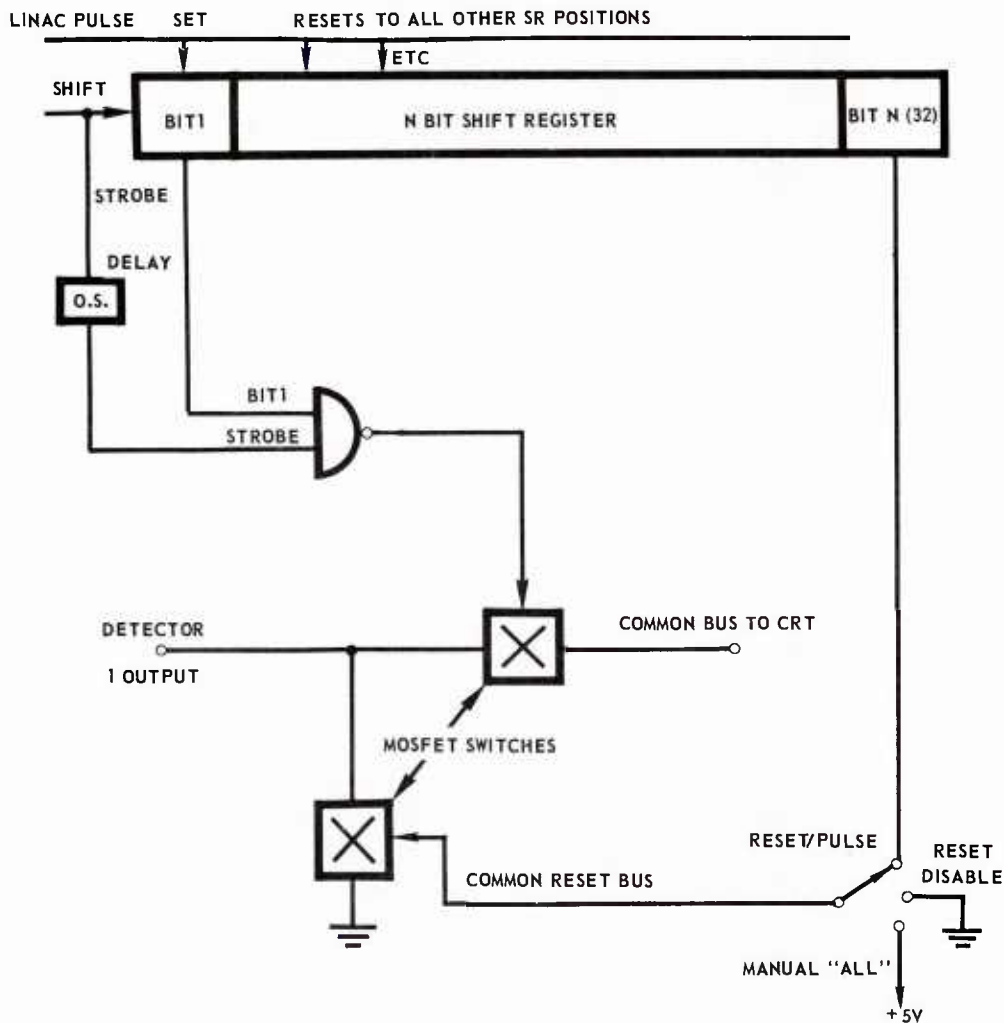 LINAC PULSE SET RESETS TO ALL OTHER SR POSITIONS
ETC
SHIFT
BIT1 N BIT SHIFT REGISTER BIT N (32)
STROBE
DELAY
O.S.
BIT1
STROBE
DETECTOR
1 OUTPUT
COMMON BUS TO CRT
MOSFET SWITCHES
RESET/PULSE
RESET
DISABLE
COMMON RESET BUS
MANUAL "ALL"
+5V